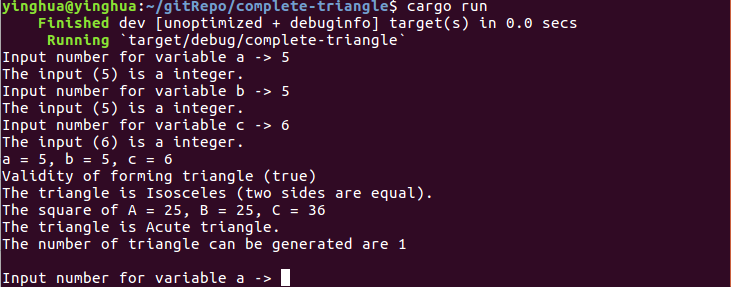 yinghua@yinghua:~/gitRepo/complete-triangle$ cargo run
Finished dev [unoptimized + debuginfo] target(s) in 0.0 secs
Running `target/debug/complete-triangle`
Input number for variable a -> 5
The input (5) is a integer.
Input number for variable b -> 5
The input (5) is a integer.
Input number for variable c -> 6
The input (6) is a integer.
a = 5, b = 5, c = 6
Validity of forming triangle (true)
The triangle is Isosceles (two sides are equal).
The square of A = 25, B = 25, C = 36
The triangle is Acute triangle.
The number of triangle can be generated are 1
Input number for variable a ->